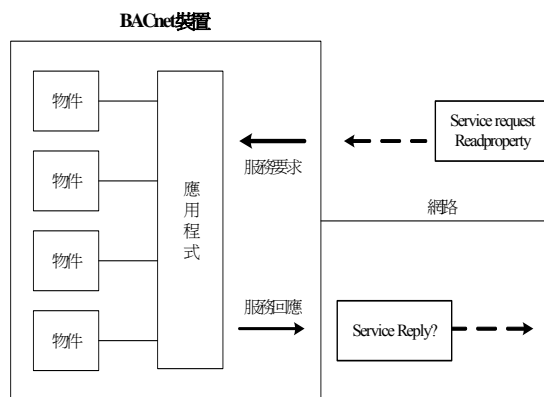 BACnet裝置
物件
物件
物件
物件
應用程式
服務要求
服務回應
Service request
Readproperty
網路
Service Reply?